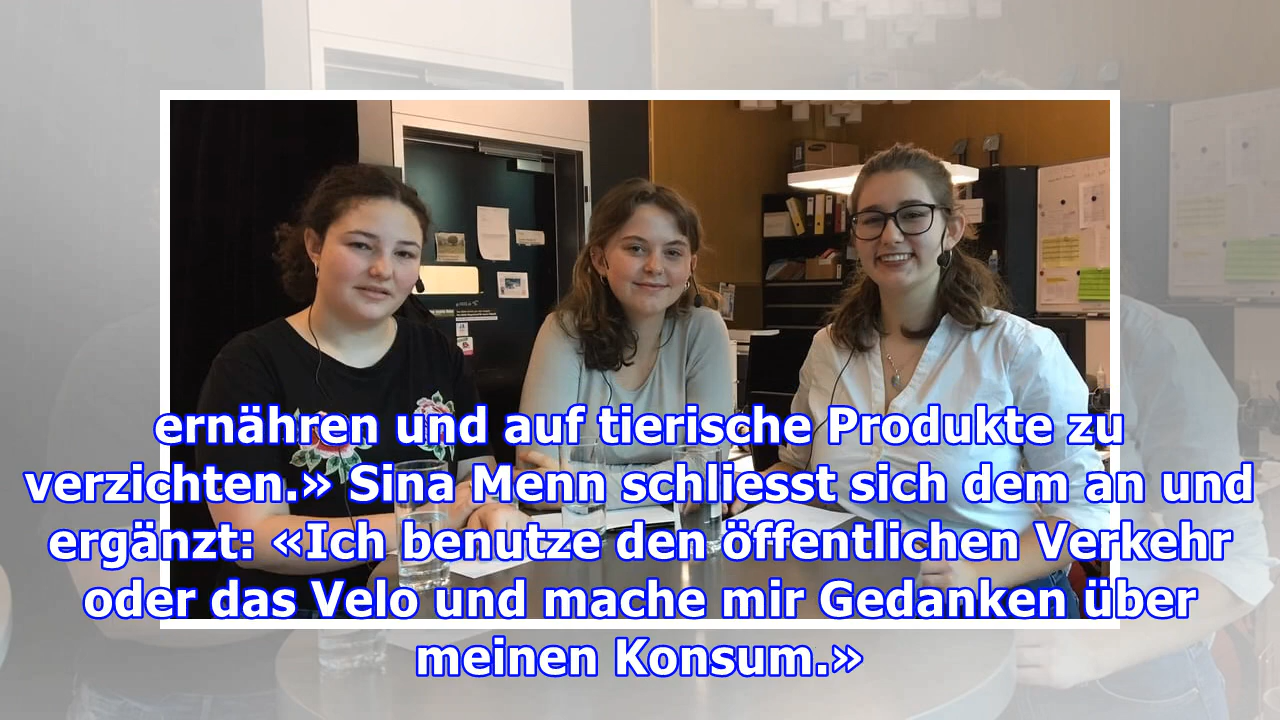 ernähren und auf tierische Produkte zu
verzichten.» Sina Menn schliesst sich dem an und
ergänzt: «Ich benutze den öffentlichen Verkehr
oder das Velo und mache mir Gedanken über
meinen Konsum.»